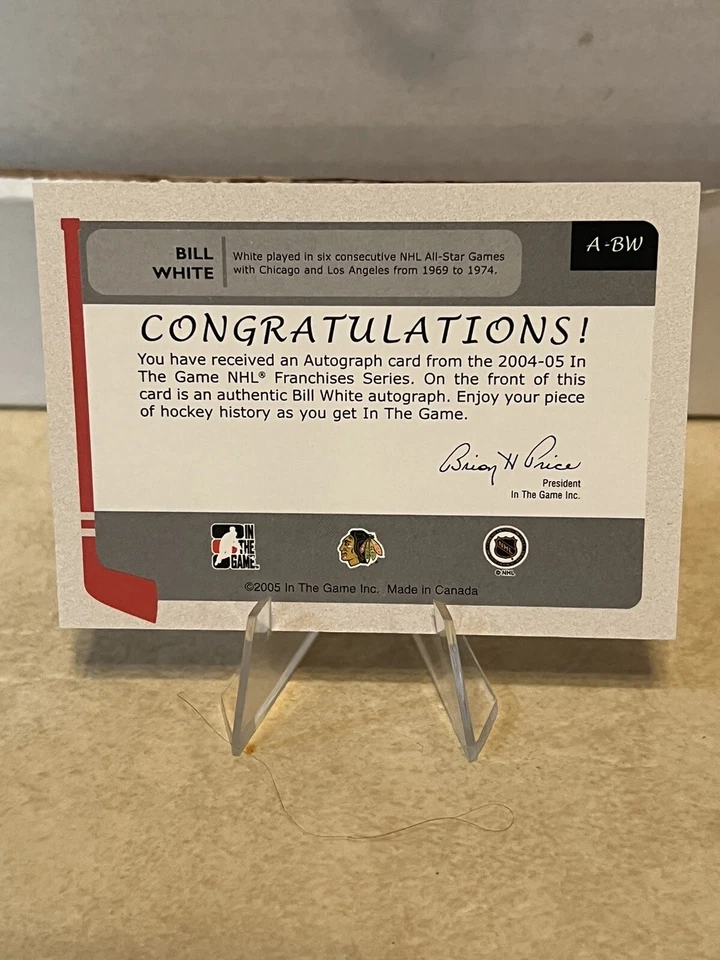 BILL
WHITE
White played in six consecutive NHL All-Star Games
with Chicago and Los Angeles from 1969 to 1974.
A-BW
CONGRATULATIONS!
You have received an Autograph card from the 2004-05 In
The Game NHL® Franchises Series. On the front of this
card is an authentic Bill White autograph. Enjoy your piece
of hockey history as you get In The Game.
Brian H Price
President
In The Game Inc.
IN
THE
GAME
NHL
© NHL
©2005 In The Game Inc. Made in Canada